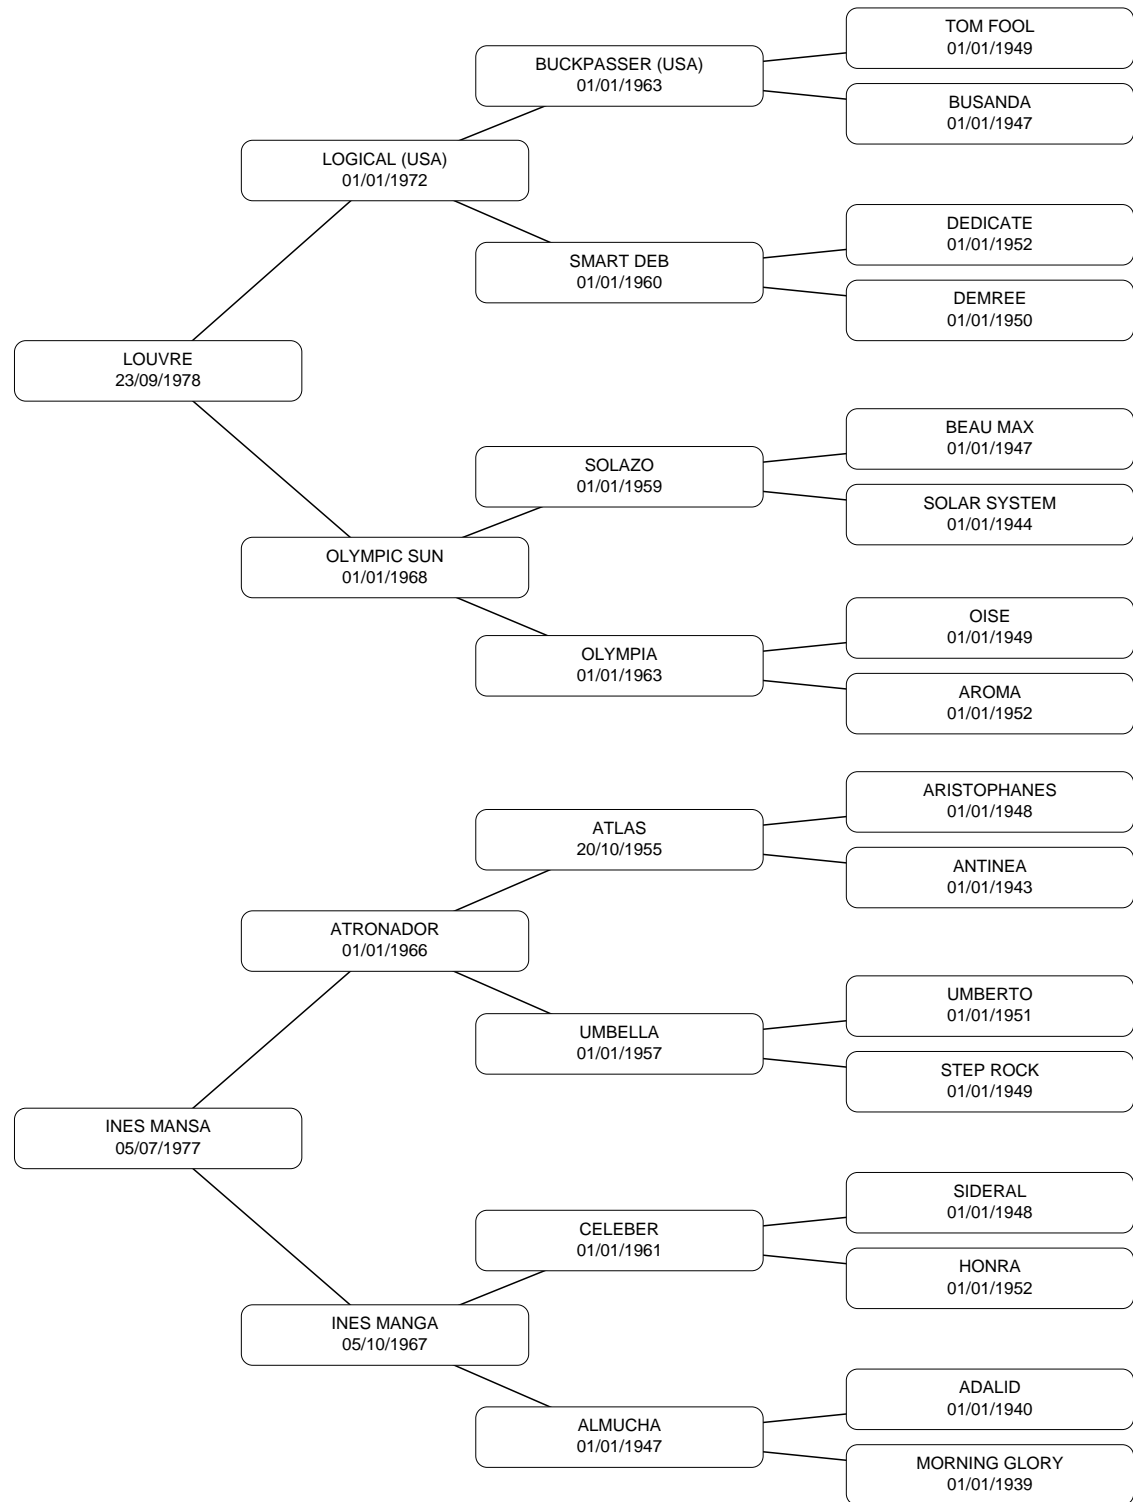 TOM FOOL
01/01/1949
BUCKPASSER (USA)
01/01/1963
BUSANDA
01/01/1947
LOGICAL (USA)
01/01/1972
DEDICATE
01/01/1952
SMART DEB
01/01/1960
DEMREE
01/01/1950
LOUVRE
23/09/1978
BEAU MAX
01/01/1947
SOLAZO
01/01/1959
SOLAR SYSTEM
01/01/1944
OLYMPIC SUN
01/01/1968
OISE
01/01/1949
OLYMPIA
01/01/1963
AROMA
01/01/1952
ARISTOPHANES
01/01/1948
ATLAS
20/10/1955
ANTINEA
01/01/1943
ATRONADOR
01/01/1966
UMBERTO
01/01/1951
UMBELLA
01/01/1957
STEP ROCK
01/01/1949
INES MANSA
05/07/1977
SIDERAL
01/01/1948
CELEBER
01/01/1961
HONRA
01/01/1952
INES MANGA
05/10/1967
ADALID
01/01/1940
ALMUCHA
01/01/1947
MORNING GLORY
01/01/1939